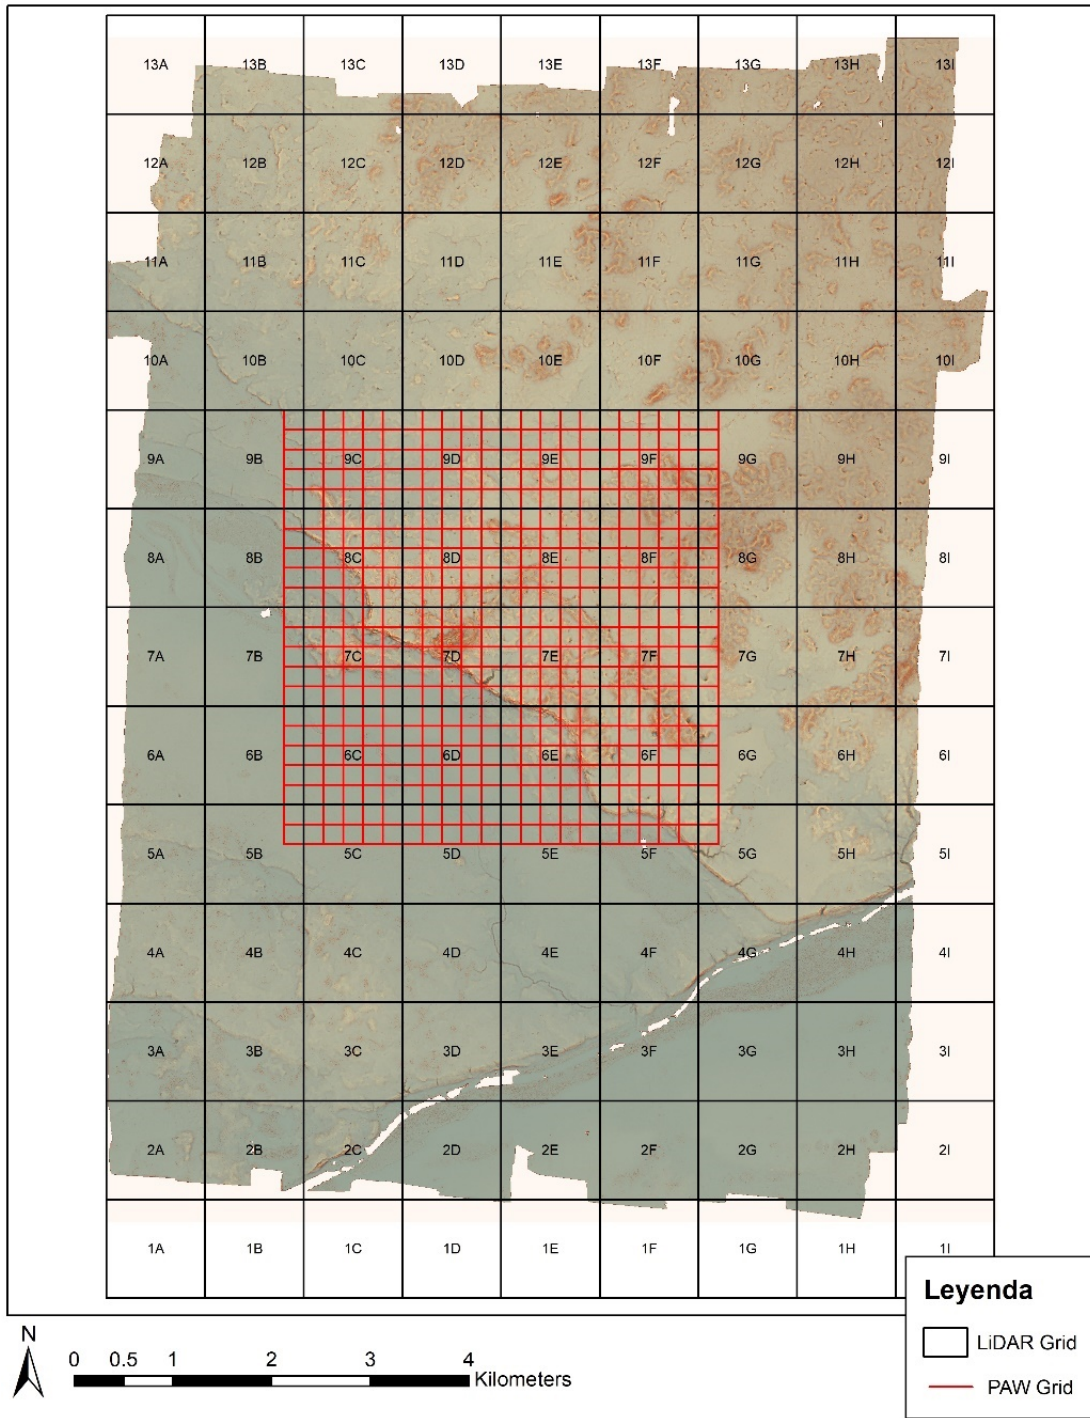 13A 13B 13C 13D 13E 13F 13G 13H 13I
12A 12B 12C 12D 12E 12F 12G 12H 12I
11A 11B 11C 11D 11E 11F 11G 11H 11I
10A 10B 10C 10D 10E 10F 10G 10H 10I
9A 9B 9C 9D 9E 9F 9G 9H 9I
8A 8B 8C 8D 8E 8F 8G 8H 8I
7A 7B 7C 7D 7E 7F 7G 7H 7I
6A 6B 6C 6D 6E 6F 6G 6H 6I
5A 5B 5C 5D 5E 5F 5G 5H 5I
4A 4B 4C 4D 4E 4F 4G 4H 4I
3A 3B 3C 3D 3E 3F 3G 3H 3I
2A 2B 2C 2D 2E 2F 2G 2H 2I
1A 1B 1C 1D 1E 1F 1G 1H 1I
Leyenda
LiDAR Grid
PAW Grid
N
0 0.5 1 2 3 4
Kilometers